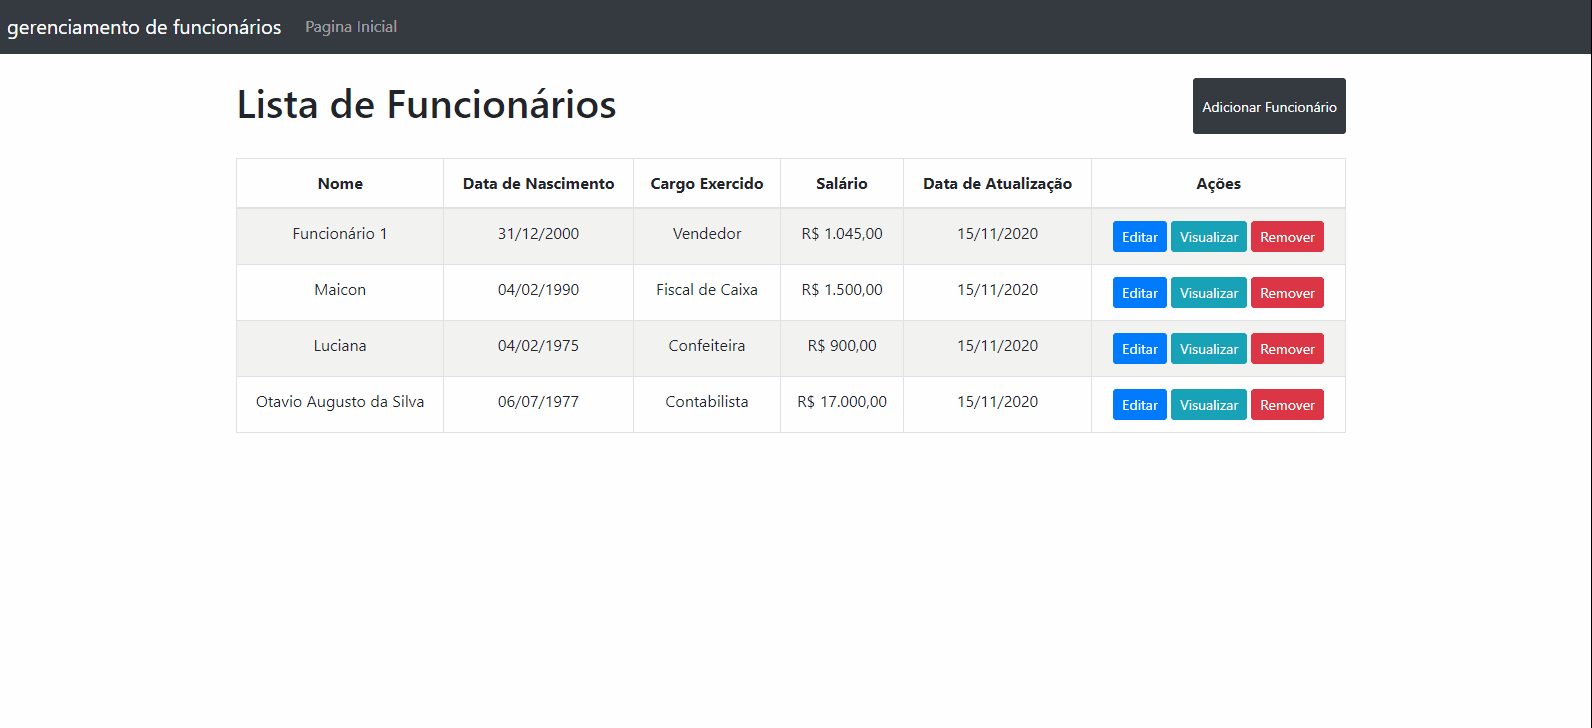 gerenciamento de funcionários Pagina Inicial
Lista de Funcionários Adicionar Funcionário
Nome Data de Nascimento Cargo Exercido Salário Data de Atualização Ações
Funcionário 1 31/12/2000 Vendedor R$ 1.045,00 15/11/2020 Editar Visualizar Remover
Maicon 04/02/1990 Fiscal de Caixa R$ 1.500,00 15/11/2020 Editar Visualizar Remover
Luciana 04/02/1975 Confeiteira R$ 900,00 15/11/2020 Editar Visualizar Remover
Otavio Augusto da Silva 06/07/1977 Contabilista R$ 17.000,00 15/11/2020 Editar Visualizar Remover